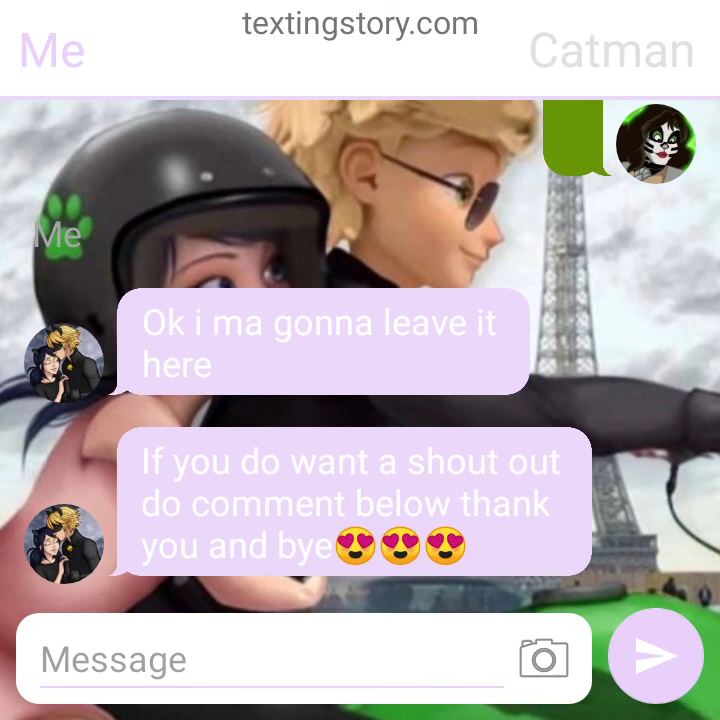 textingstory.com
Me
Catman
Me
Ok i ma gonna leave it
here
If you do want a shout out
do comment below thank
you and bye😍😍😍
Message